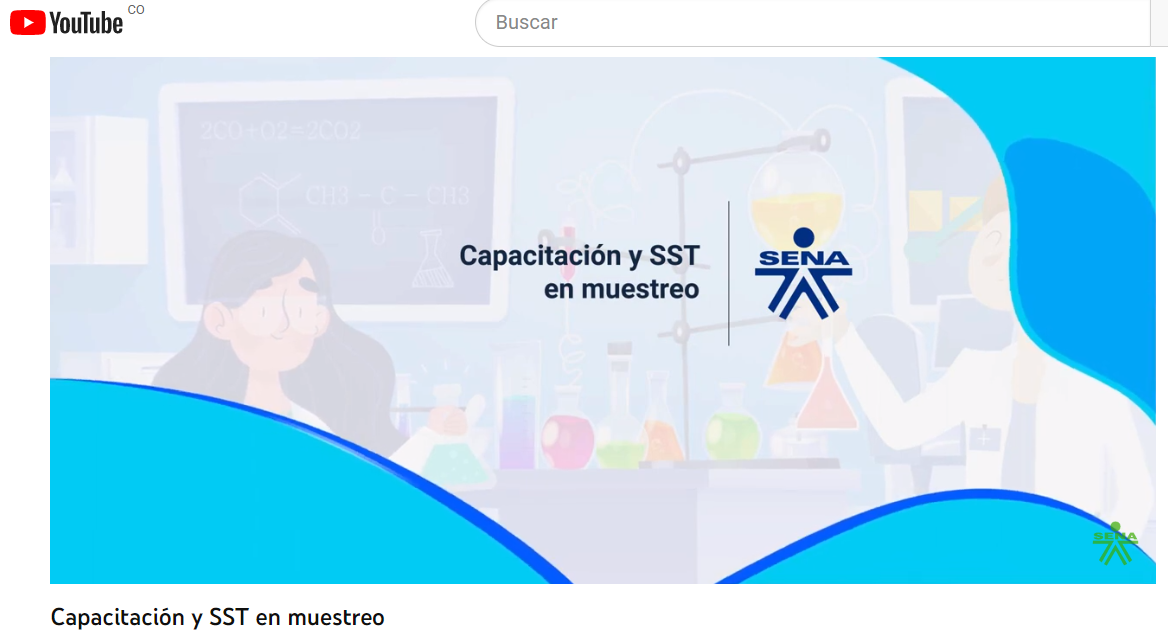 YouTube CO
Buscar
2CO+O2=2CO2
CH3 – C – CH3
Capacitación y SST
en muestreo
SENA
SENA
Capacitación y SST en muestreo